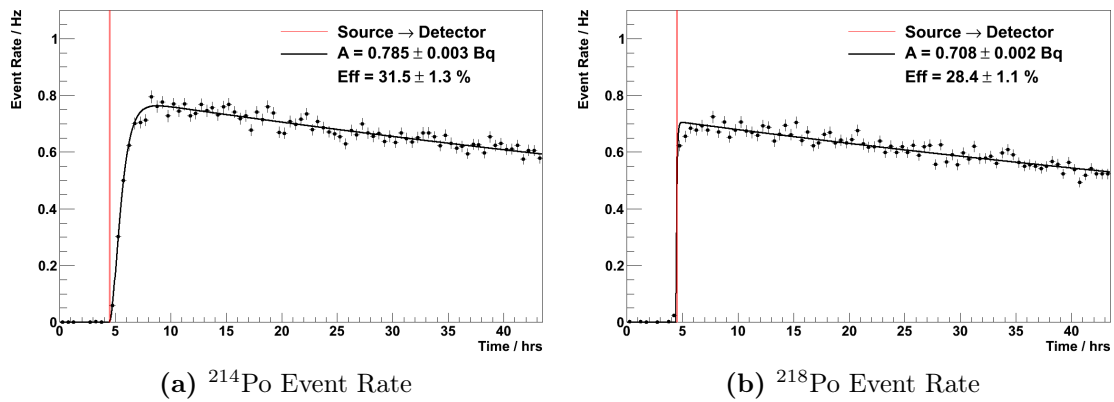 Event Rate / Hz
1
0.8
0.6
0.4
0.2
0
Source → Detector
A = 0.785 ± 0.003 Bq
Eff = 31.5 ± 1.3 %
0 5 10 15 20 25 30 35 40
Time / hrs
(a) ²¹⁴Po Event Rate
Event Rate / Hz
1
0.8
0.6
0.4
0.2
0
Source → Detector
A = 0.708 ± 0.002 Bq
Eff = 28.4 ± 1.1 %
0 5 10 15 20 25 30 35 40
Time / hrs
(b) ²¹⁸Po Event Rate